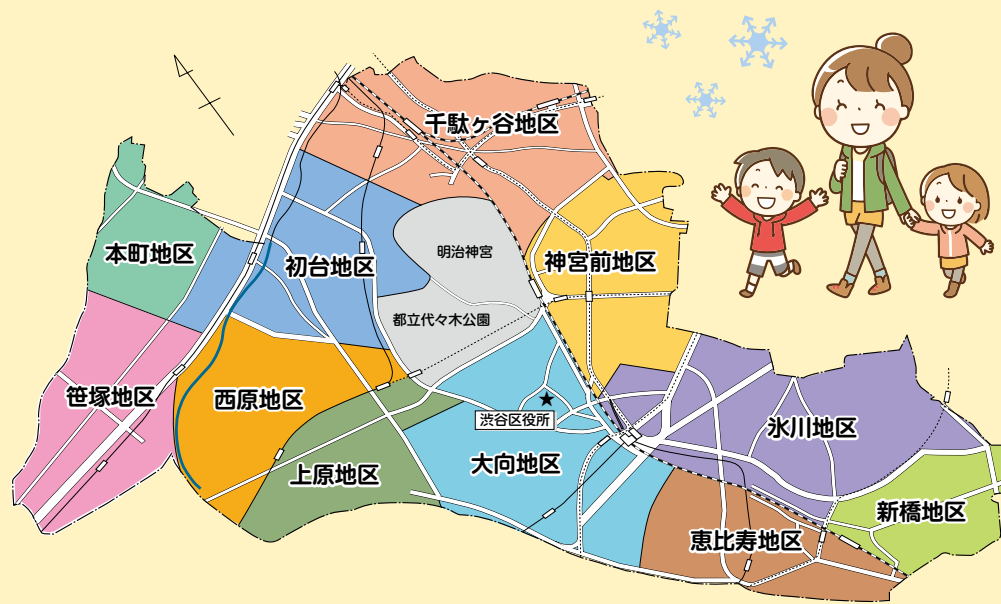 千駄ヶ谷地区
本町地区
初台地区
明治神宮
神宮前地区
都立代々木公園
笹塚地区
西原地区
渋谷区役所
氷川地区
上原地区
大向地区
新橋地区
恵比寿地区